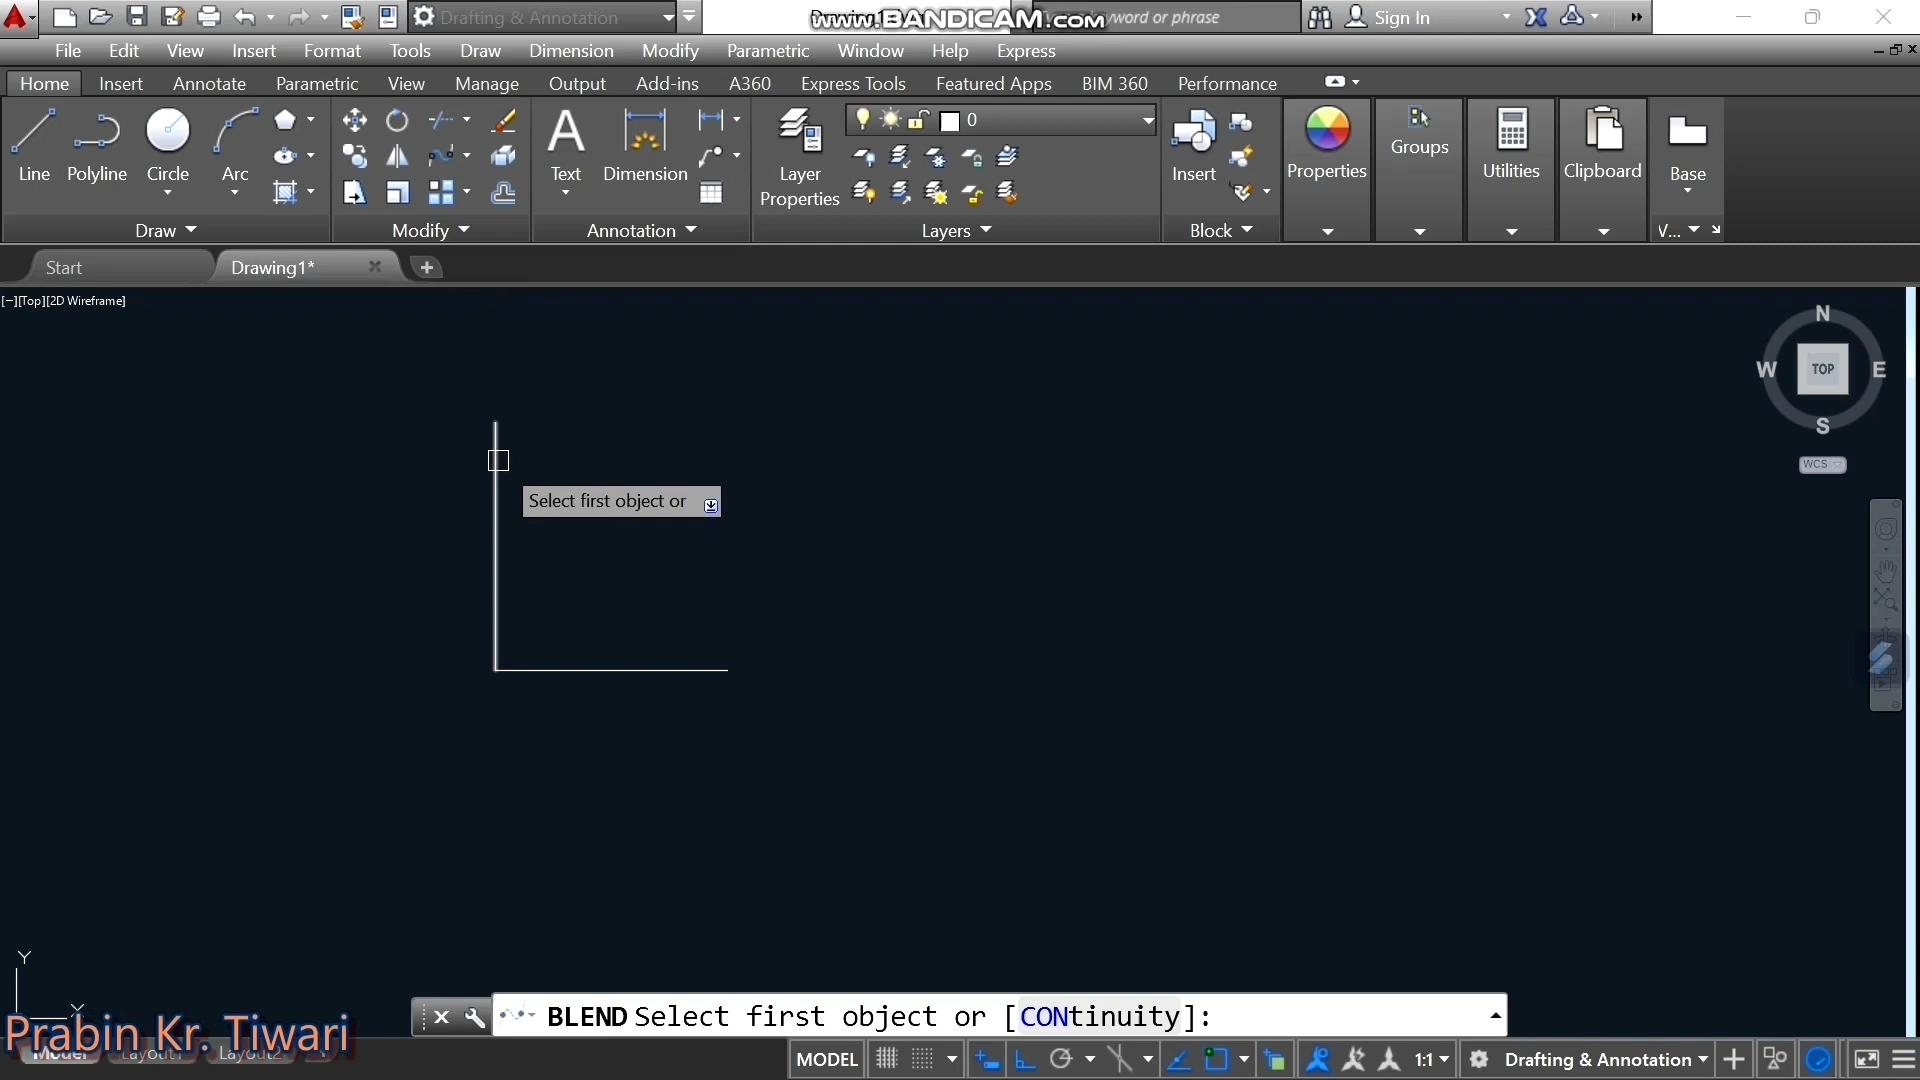 Drafting & Annotation
www.BANDICAM.com
word or phrase
Sign In
File Edit View Insert Format Tools Draw Dimension Modify Parametric Window Help Express
Home Insert Annotate Parametric View Manage Output Add-ins A360 Express Tools Featured Apps BIM 360 Performance
0
Line Polyline Circle Arc
Text Dimension
Layer Properties
Insert
Properties
Groups
Utilities
Clipboard
Base
Draw Modify Annotation Layers Block V...
Start Drawing1*
[−][Top][2D Wireframe]
N
W TOP E
S
WCS
Select first object or
Y
X
BLEND Select first object or [CONtinuity]:
Prabin Kr. Tiwari
Model Layout1 Layout2
MODEL 1:1 Drafting & Annotation